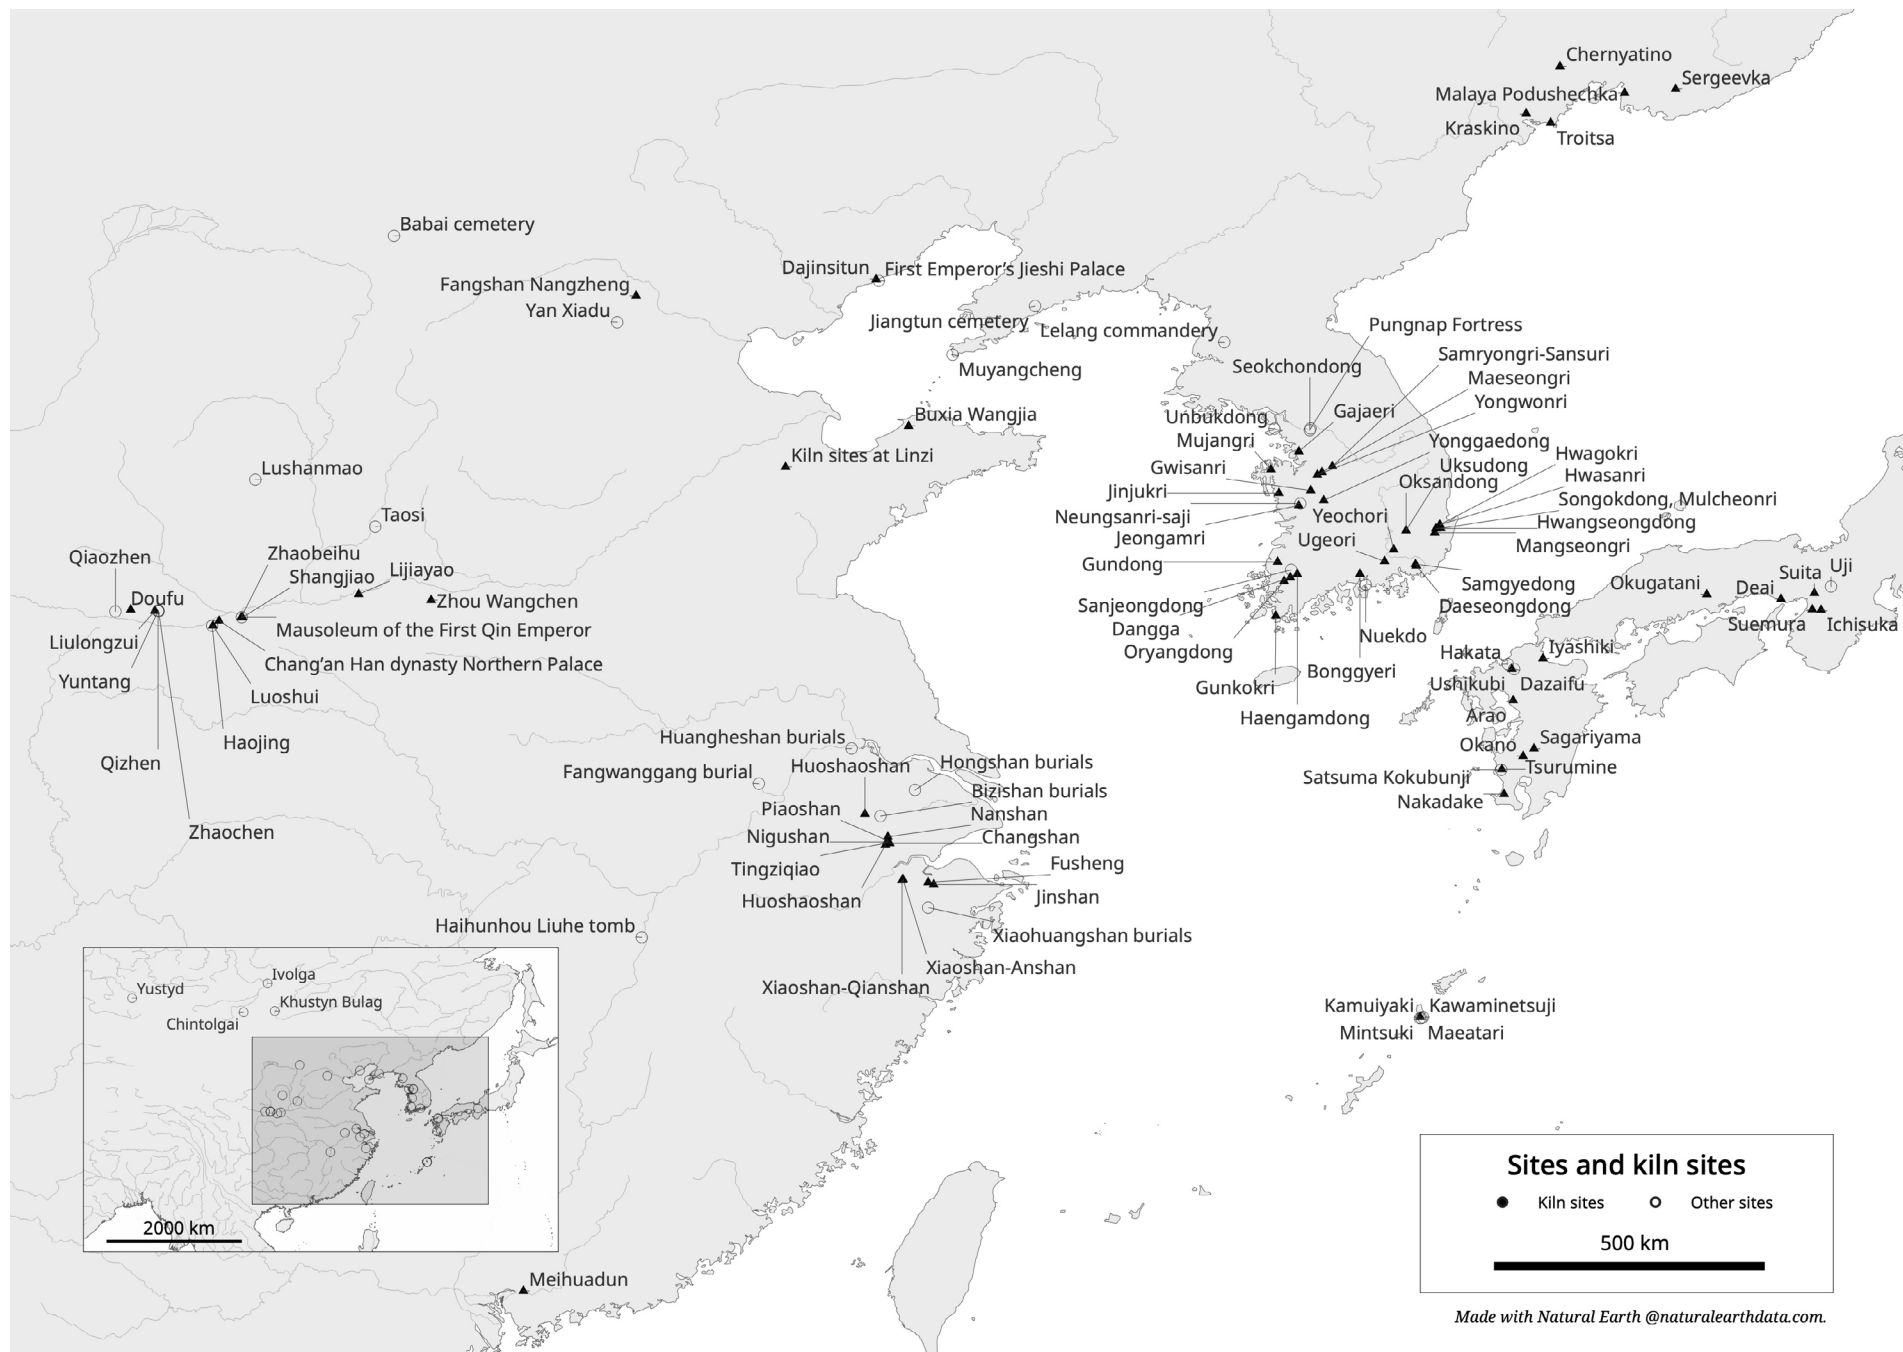 Chernyatino
Sergeevka
Malaya Podushechka
Kraskino
Troitsa
Babai cemetery
Fangshan Nangzheng
Yan Xiadu
Dajinsitun
First Emperor’s Jieshi Palace
Jiangtun cemetery
Lelang commandery
Muyangcheng
Buxia Wangjia
Kiln sites at Linzi
Pungnap Fortress
Samryongri-Sansuri
Seokchondong
Maeseongri
Yongwonri
Unbukdong
Gajaeri
Mujangri
Yonggaedong
Gwisanri
Uksudong
Hwagokri
Jinjukri
Oksandong
Hwasanri
Songokdong, Mulcheonri
Neungsanri-saji
Yeochori
Hwangseongdong
Jeongamri
Ugeori
Mangseongri
Gundong
Samgyedong
Sanjeongdong
Daeseongdong
Dangga
Nuekdo
Oryangdong
Bonggyeri
Gunkokri
Haengamdong
Okugatani
Deai
Suita
Uji
Suemura
Ichisuka
Hakata
Iyashiki
Ushikubi
Dazaifu
Arao
Okano
Sagariyama
Tsurumine
Satsuma Kokubunji
Nakadake
Lushanmao
Taosi
Qiaozhen
Zhaobeihu
Shangjiao
Lijiayao
Doufu
Zhou Wangchen
Liulongzui
Mausoleum of the First Qin Emperor
Yuntang
Chang’an Han dynasty Northern Palace
Luoshui
Haojing
Qizhen
Zhaochen
Huangheshan burials
Fangwanggang burial
Huoshaoshan
Hongshan burials
Bizishan burials
Piaoshan
Nanshan
Nigushan
Changshan
Tingziqiao
Fusheng
Huoshaoshan
Jinshan
Haihunhou Liuhe tomb
Xiaohuangshan burials
Xiaoshan-Anshan
Xiaoshan-Qianshan
Kamuiyaki
Kawaminetsuji
Mintsuki
Maeatari
Meihuadun
Ivolga
Yustyd
Khustyn Bulag
Chintolgai
2000 km
Sites and kiln sites
Kiln sites
Other sites
500 km
Made with Natural Earth @naturalearthdata.com.